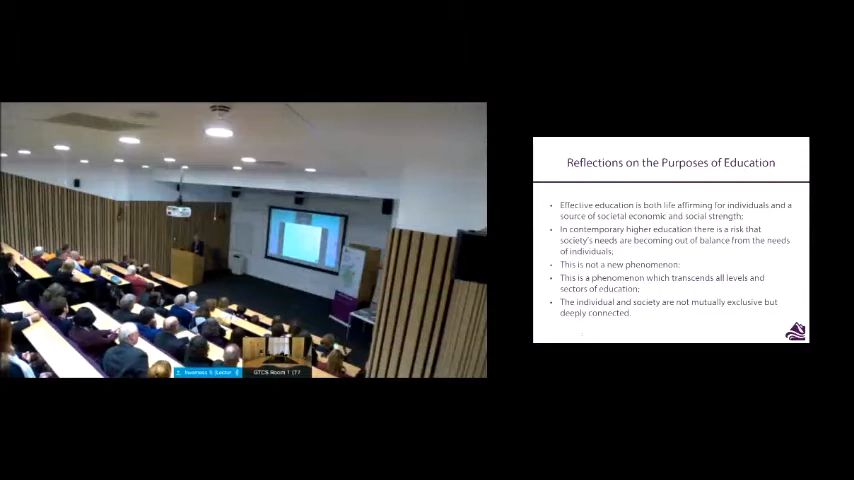 Reflections on the Purposes of Education
• Effective education is both life affirming for individuals and a
source of societal economic and social strength;
• In contemporary higher education there is a risk that
society's needs are becoming out of balance from the needs
of individuals;
• This is not a new phenomenon;
• This is a phenomenon which transcends all levels and
sectors of education;
• The individual and society are not mutually exclusive but
deeply connected.
GTCS Room 1